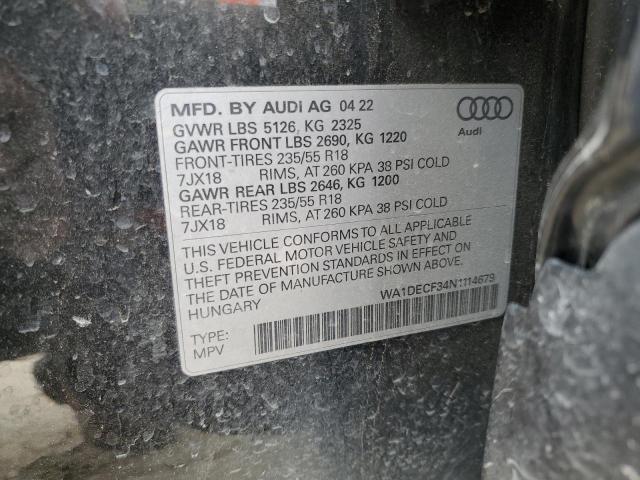 MFD. BY AUDI AG 04 22
GVWR LBS 5126, KG 2325
GAWR FRONT LBS 2690, KG 1220
FRONT-TIRES 235/55 R18
7JX18 RIMS, AT 260 KPA 38 PSI COLD
GAWR REAR LBS 2646, KG 1200
REAR-TIRES 235/55 R18
7JX18 RIMS, AT 260 KPA 38 PSI COLD
Audi
THIS VEHICLE CONFORMS TO ALL APPLICABLE
U.S. FEDERAL MOTOR VEHICLE SAFETY AND
THEFT PREVENTION STANDARDS IN EFFECT ON
THE DATE OF MANUFACTURE SHOWN ABOVE.
HUNGARY
WA1DECF34N1114679
TYPE:
MPV